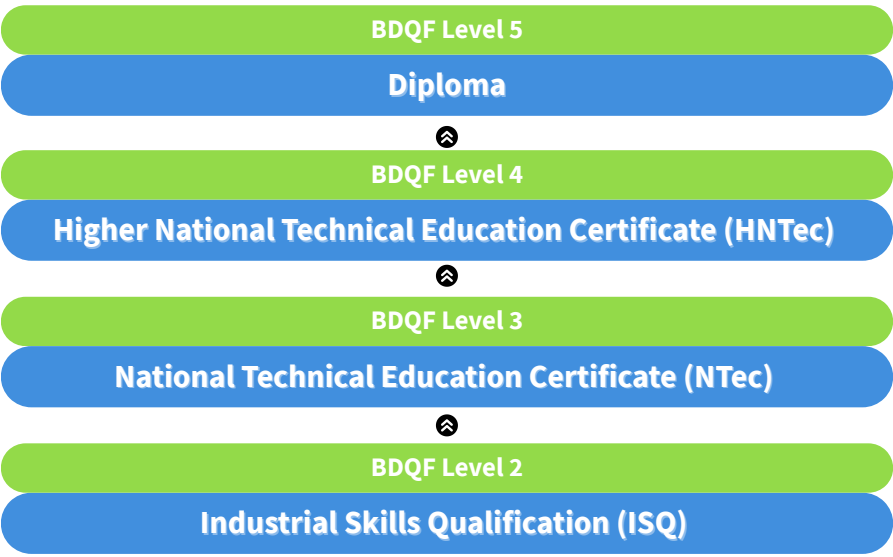 BDQF Level 5
Diploma
BDQF Level 4
Higher National Technical Education Certificate (HNTec)
BDQF Level 3
National Technical Education Certificate (NTec)
BDQF Level 2
Industrial Skills Qualification (ISQ)